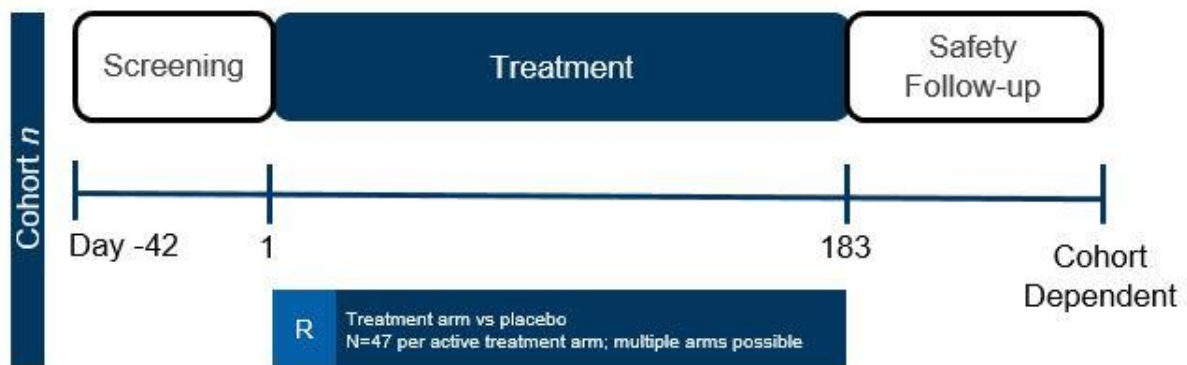 Cohort n
Screening
Treatment
Safety
Follow-up
Day -42
1
183
Cohort
Dependent
R
Treatment arm vs placebo
N=47 per active treatment arm; multiple arms possible